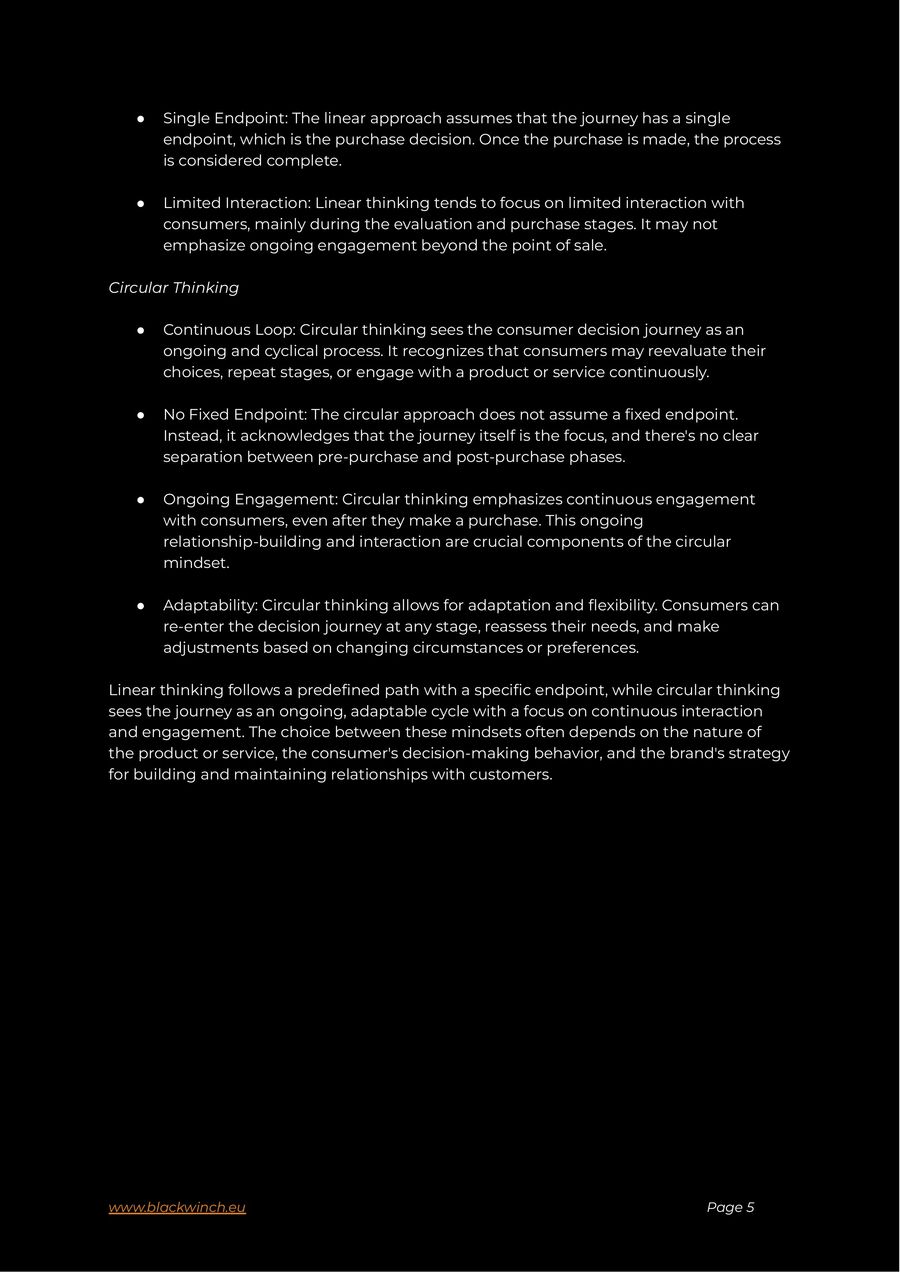 ● Single Endpoint: The linear approach assumes that the journey has a single
endpoint, which is the purchase decision. Once the purchase is made, the process
is considered complete.
● Limited Interaction: Linear thinking tends to focus on limited interaction with
consumers, mainly during the evaluation and purchase stages. It may not
emphasize ongoing engagement beyond the point of sale.
Circular Thinking
● Continuous Loop: Circular thinking sees the consumer decision journey as an
ongoing and cyclical process. It recognizes that consumers may reevaluate their
choices, repeat stages, or engage with a product or service continuously.
● No Fixed Endpoint: The circular approach does not assume a fixed endpoint.
Instead, it acknowledges that the journey itself is the focus, and there's no clear
separation between pre-purchase and post-purchase phases.
● Ongoing Engagement: Circular thinking emphasizes continuous engagement
with consumers, even after they make a purchase. This ongoing
relationship-building and interaction are crucial components of the circular
mindset.
● Adaptability: Circular thinking allows for adaptation and flexibility. Consumers can
re-enter the decision journey at any stage, reassess their needs, and make
adjustments based on changing circumstances or preferences.
Linear thinking follows a predefined path with a specific endpoint, while circular thinking
sees the journey as an ongoing, adaptable cycle with a focus on continuous interaction
and engagement. The choice between these mindsets often depends on the nature of
the product or service, the consumer's decision-making behavior, and the brand's strategy
for building and maintaining relationships with customers.
www.blackwinch.eu Page 5